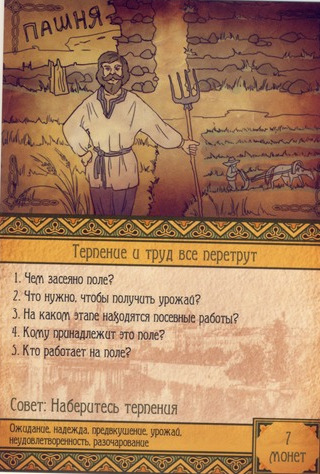 ПАШНЯ
Терпение и труд все перетрут
1. Чем засеяно поле?
2. Что нужно, чтобы получить урожай?
3. На каком этапе находятся посевные работы?
4. Кому принадлежит это поле?
5. Кто работает на поле?
Совет: Наберитесь терпения
Ожидание, надежда, предвкушение, урожай,
неудовлетворенность, разочарование
7
монет